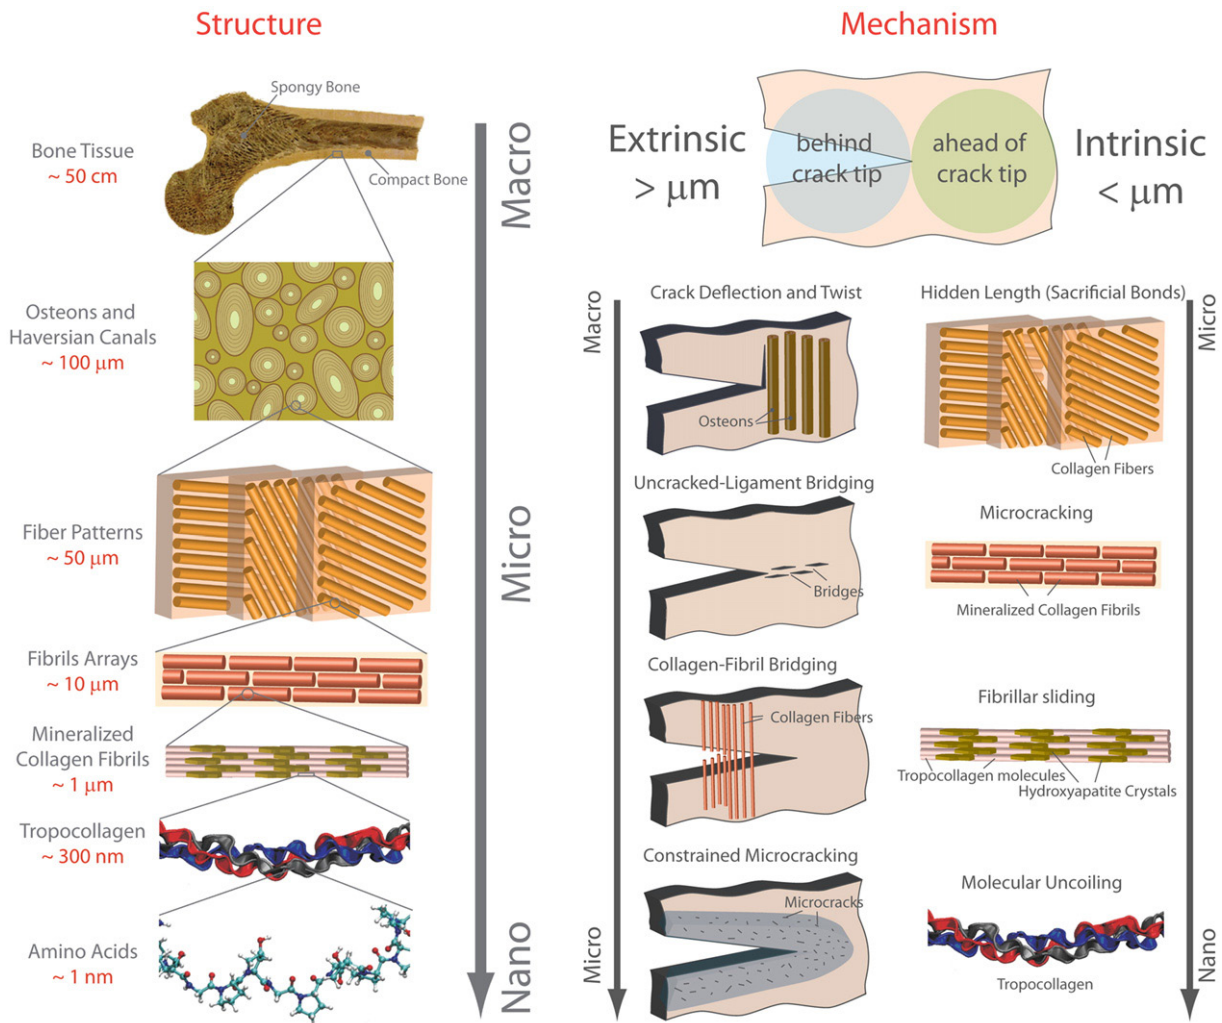 Structure
Spongy Bone
Bone Tissue
~ 50 cm
Compact Bone
Osteons and
Haversian Canals
~ 100 μm
Fiber Patterns
~ 50 μm
Fibrils Arrays
~ 10 μm
Mineralized
Collagen Fibrils
~ 1 μm
Tropocollagen
~ 300 nm
Amino Acids
~ 1 nm
Macro
Micro
Nano
Mechanism
Extrinsic
> μm
behind
crack tip
ahead of
crack tip
Intrinsic
< μm
Macro
Micro
Crack Deflection and Twist
Osteons
Uncracked-Ligament Bridging
Bridges
Collagen-Fibril Bridging
Collagen Fibers
Constrained Microcracking
Microcracks
Hidden Length (Sacrificial Bonds)
Collagen Fibers
Microcracking
Mineralized Collagen Fibrils
Fibrillar sliding
Tropocollagen molecules
Hydroxyapatite Crystals
Molecular Uncoiling
Tropocollagen
Micro
Nano